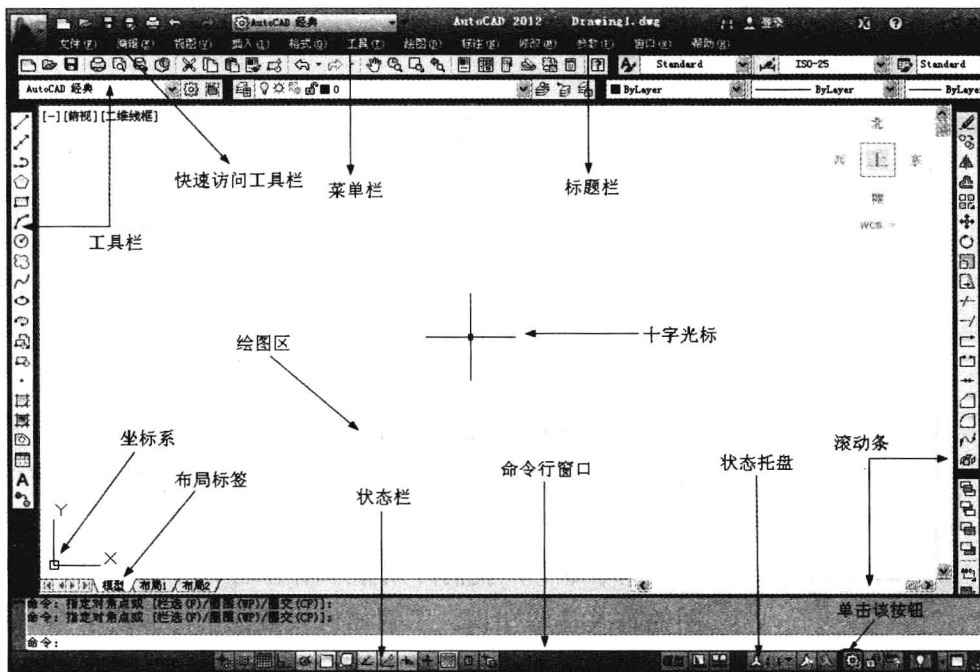 AutoCAD 经典 AutoCAD 2012 Drawing1.dwg 登录
文件(F) 编辑(E) 视图(V) 插入(I) 格式(O) 工具(T) 绘图(D) 标注(N) 修改(M) 参数(P) 窗口(W) 帮助(H)
Standard ISO-25 Standard
AutoCAD 经典 0 ByLayer ByLayer ByLayer
[-][俯视][二维线框]
北
西 上 东
南
WCS
快速访问工具栏 菜单栏 标题栏
工具栏
绘图区 十字光标
坐标系 滚动条
布局标签 状态栏 命令行窗口 状态托盘
A
Y
X
模型 布局1 布局2
命令: 指定对角点或 [栏选(F)/圈围(WP)/圈交(CP)]:
命令: 指定对角点或 [栏选(F)/圈围(WP)/圈交(CP)]:
单击该按钮
命令: